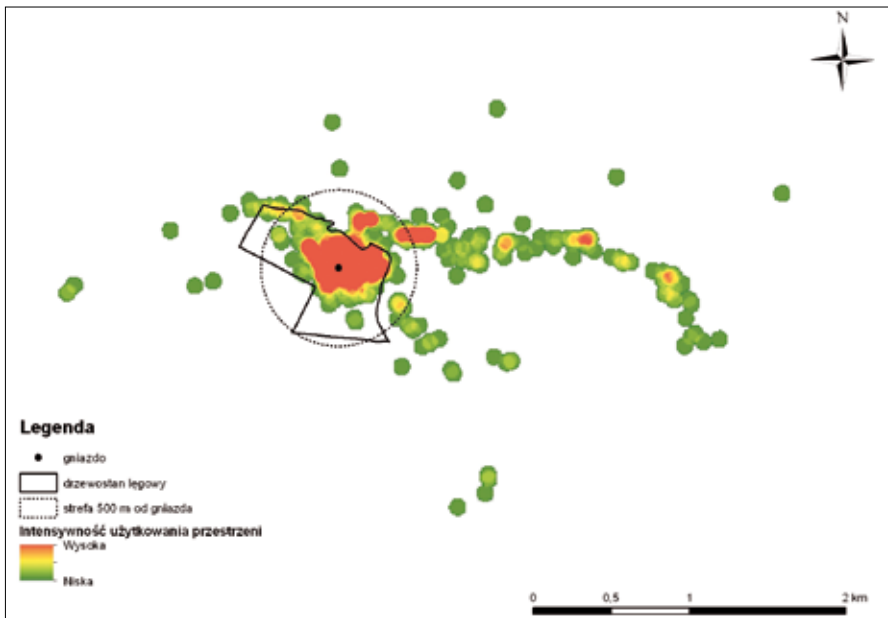 N
Legenda
gniazdo
drzewostan lęgowy
strefa 500 m od gniazda
Intensywność użytkowania przestrzeni
Wysoka
Niska
0 0,5 1 2 km